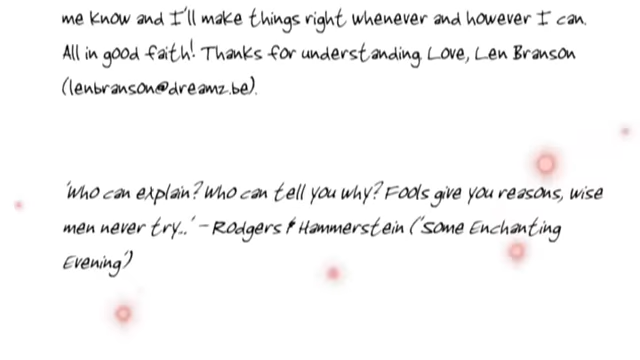 me know and I'll make things right whenever and however I can.
All in good faith! Thanks for understanding. Love, Len Branson
(lenbranson@dreamz.be).
'Who can explain? Who can tell you why? Fools give you reasons, wise
men never try...' - Rodgers & Hammerstein ('Some Enchanting
Evening')